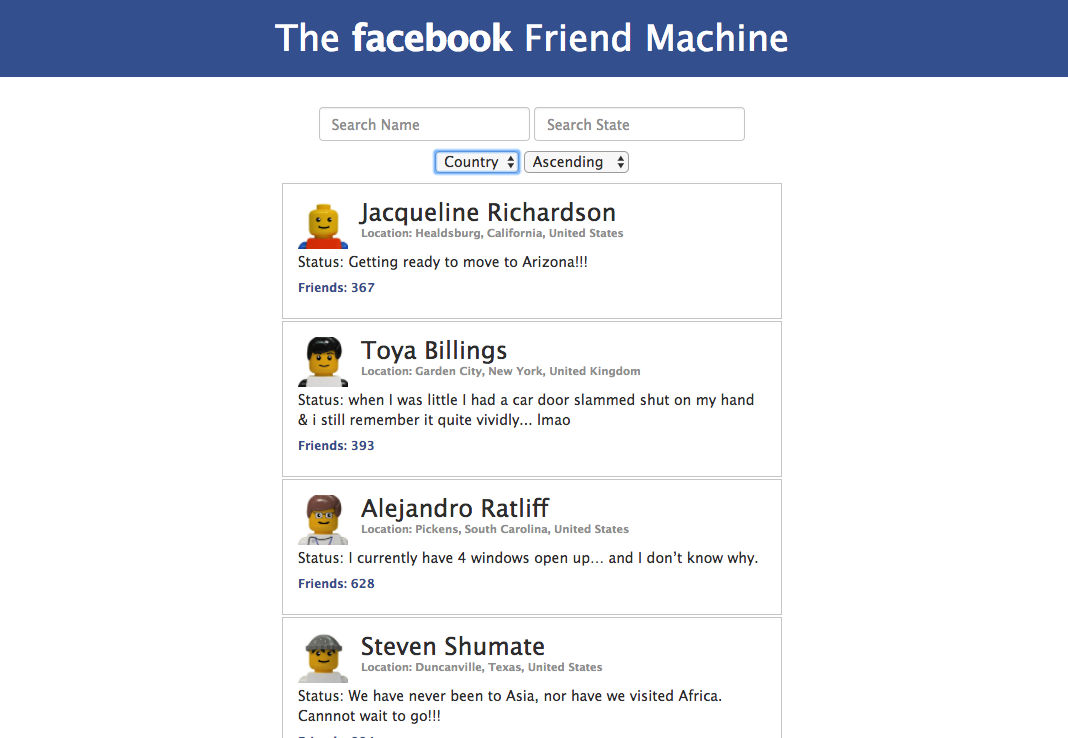 The facebook Friend Machine
Search Name Search State
Country Ascending
Jacqueline Richardson
Location: Healdsburg, California, United States
Status: Getting ready to move to Arizona!!!
Friends: 367
Toya Billings
Location: Garden City, New York, United Kingdom
Status: when I was little I had a car door slammed shut on my hand
& i still remember it quite vividly... lmao
Friends: 393
Alejandro Ratliff
Location: Pickens, South Carolina, United States
Status: I currently have 4 windows open up… and I don’t know why.
Friends: 628
Steven Shumate
Location: Duncanville, Texas, United States
Status: We have never been to Asia, nor have we visited Africa.
Cannnot wait to go!!!